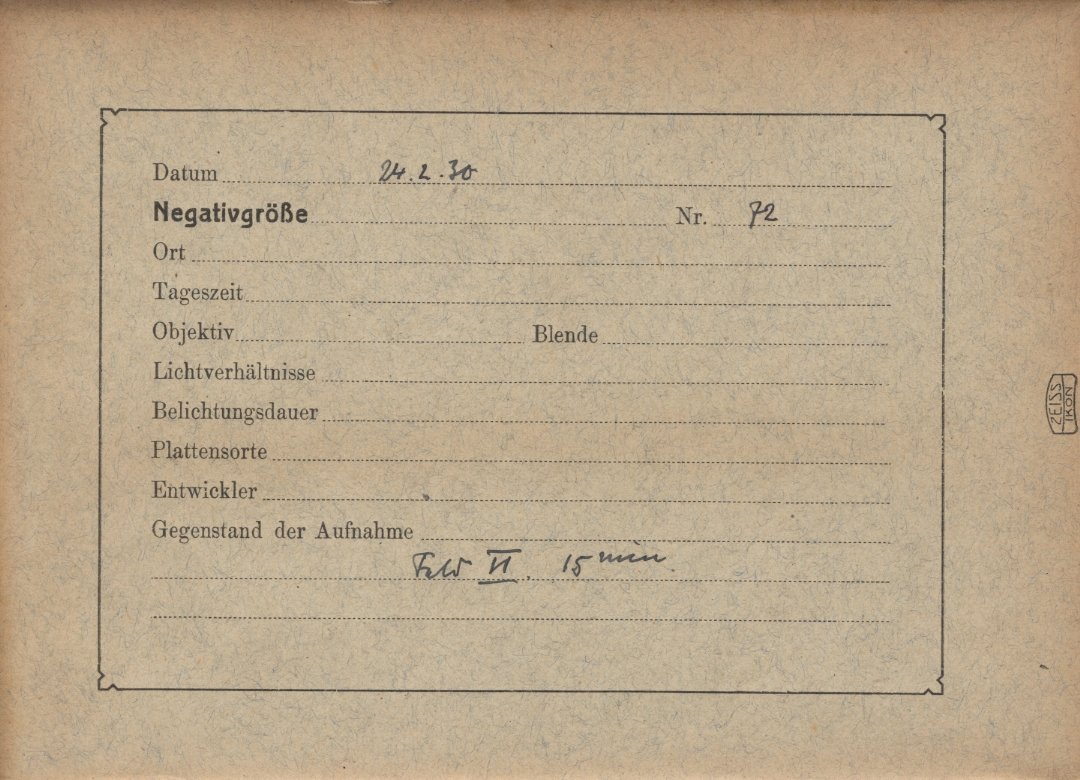 Datum 24.2.30
Negativgröße Nr. 72
Ort
Tageszeit
Objektiv Blende
Lichtverhältnisse
Belichtungsdauer
Plattensorte
Entwickler
Gegenstand der Aufnahme
Feld II. 15 min.
ZEISS
IKON